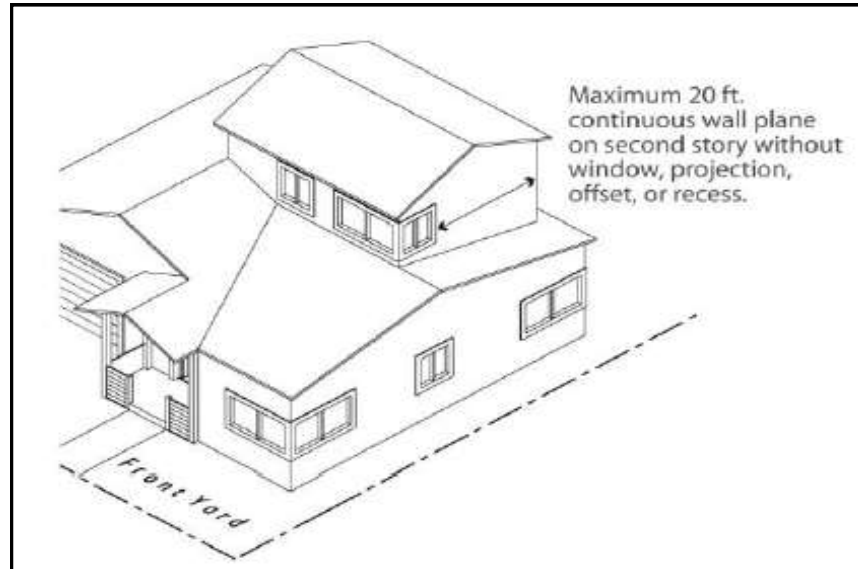 Maximum 20 ft.
continuous wall plane
on second story without
window, projection,
offset, or recess.
Front Yard